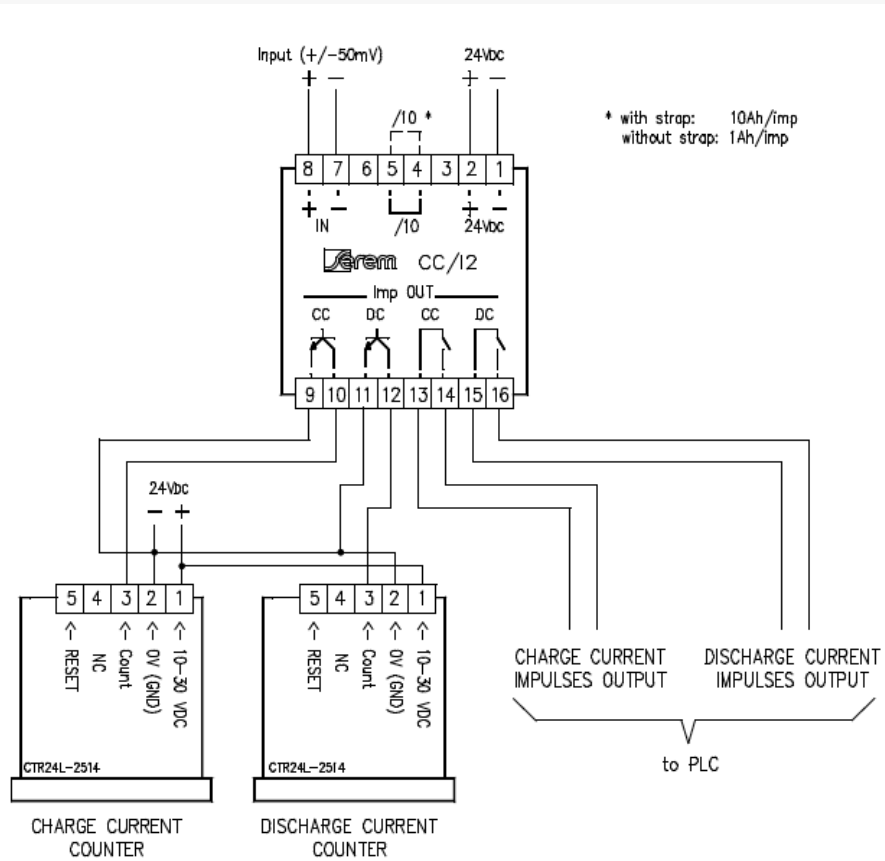 Input (+/-50mV) 24VDC
+ − + −
/10 *
* with strap: 10Ah/imp
without strap: 1Ah/imp
8 7 6 5 4 3 2 1
+ − + −
IN /10 24VDC
Serem CC/12
Imp OUT
CC DC CC DC
9 10 11 12 13 14 15 16
24VDC
− +
5 4 3 2 1
<- RESET
NC
<- Count
<- 0V (GND)
<- 10-30 VDC
CTR24L-2514
CHARGE CURRENT
COUNTER
5 4 3 2 1
<- RESET
NC
<- Count
<- 0V (GND)
<- 10-30 VDC
CTR24L-2514
DISCHARGE CURRENT
COUNTER
CHARGE CURRENT
IMPULSES OUTPUT
DISCHARGE CURRENT
IMPULSES OUTPUT
to PLC